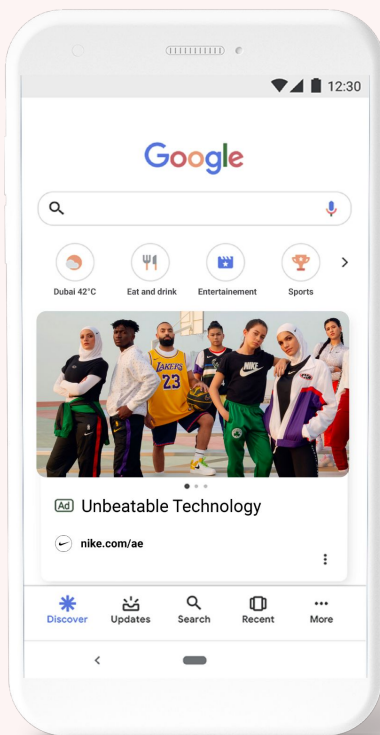 12:30
Google
Dubai 42°C
Eat and drink
Entertainement
Sports
LAKERS
23
NIKE
Ad Unbeatable Technology
nike.com/ae
Discover
Updates
Search
Recent
More